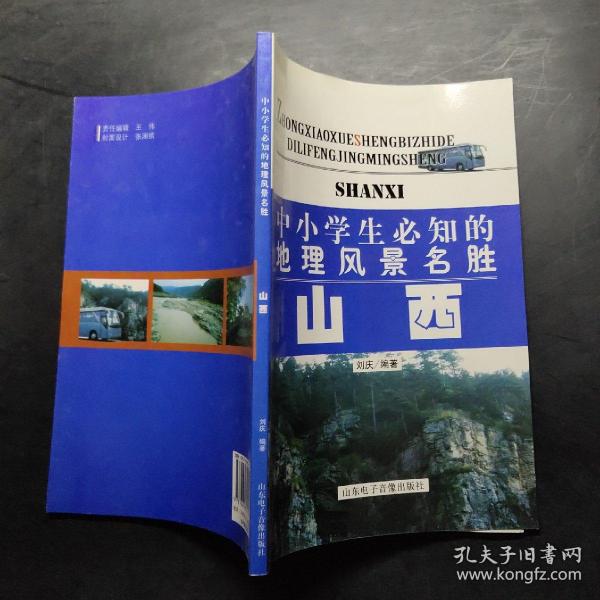 ZHONGXIAOXUESHENGBIZHIDE
DILIFENGJINGMINGSHENG
SHANXI
中小学生必知的
地理风景名胜
山西
刘庆/编著
山东电子音像出版社
中小学生必知的地理风景名胜
山西
刘庆 编著
山东电子音像出版社
责任编辑 王伟
封面设计
孔夫子旧书网
www.kongfz.com